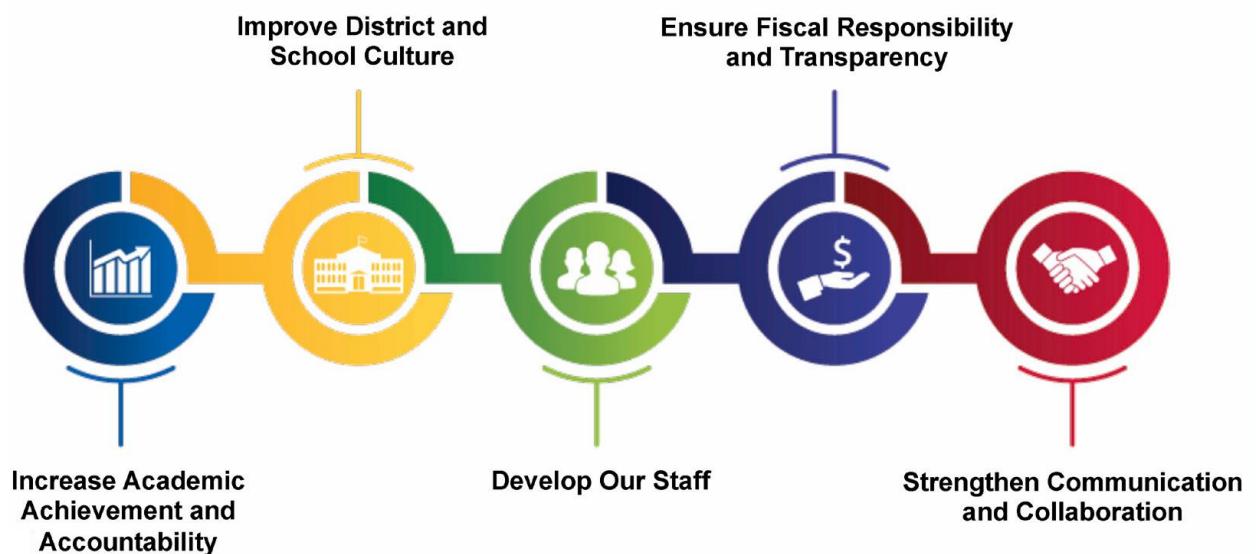 Improve District and
School Culture
Ensure Fiscal Responsibility
and Transparency
$
Increase Academic
Achievement and
Accountability
Develop Our Staff
Strengthen Communication
and Collaboration